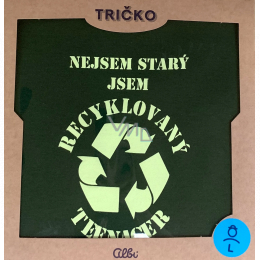 TRIČKO
NEJSEM STARÝ
JSEM
RECYKLOVANÝ
TEENAGER
albi
L